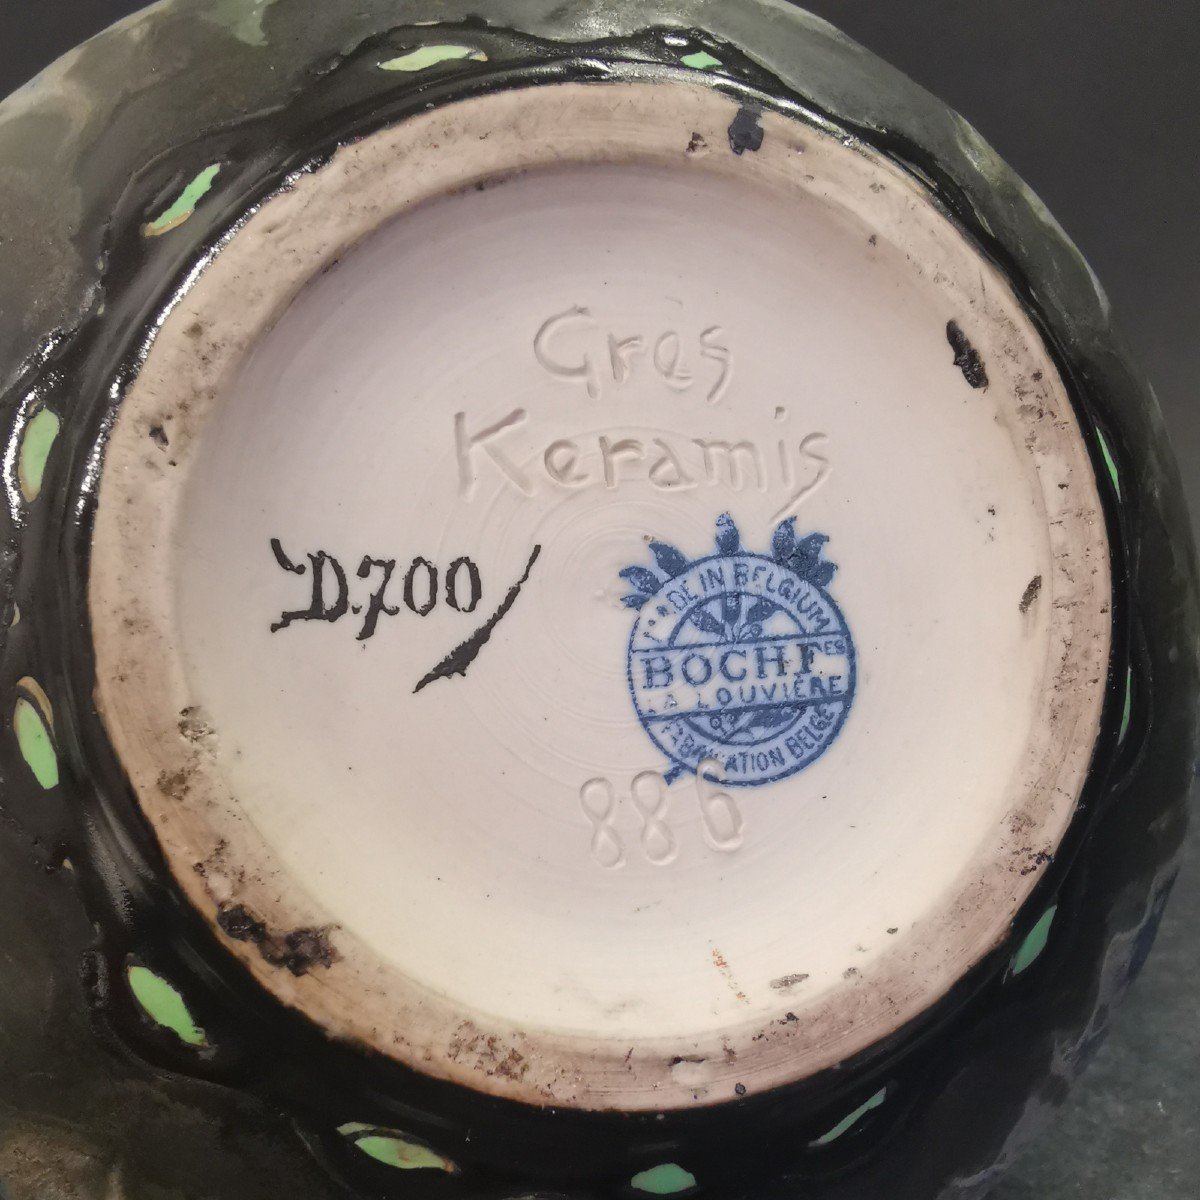 Grès
Keramis
D.700
MADE IN BELGIUM
BOCH Fres
LA LOUVIÈRE
FABRICATION BELGE
886